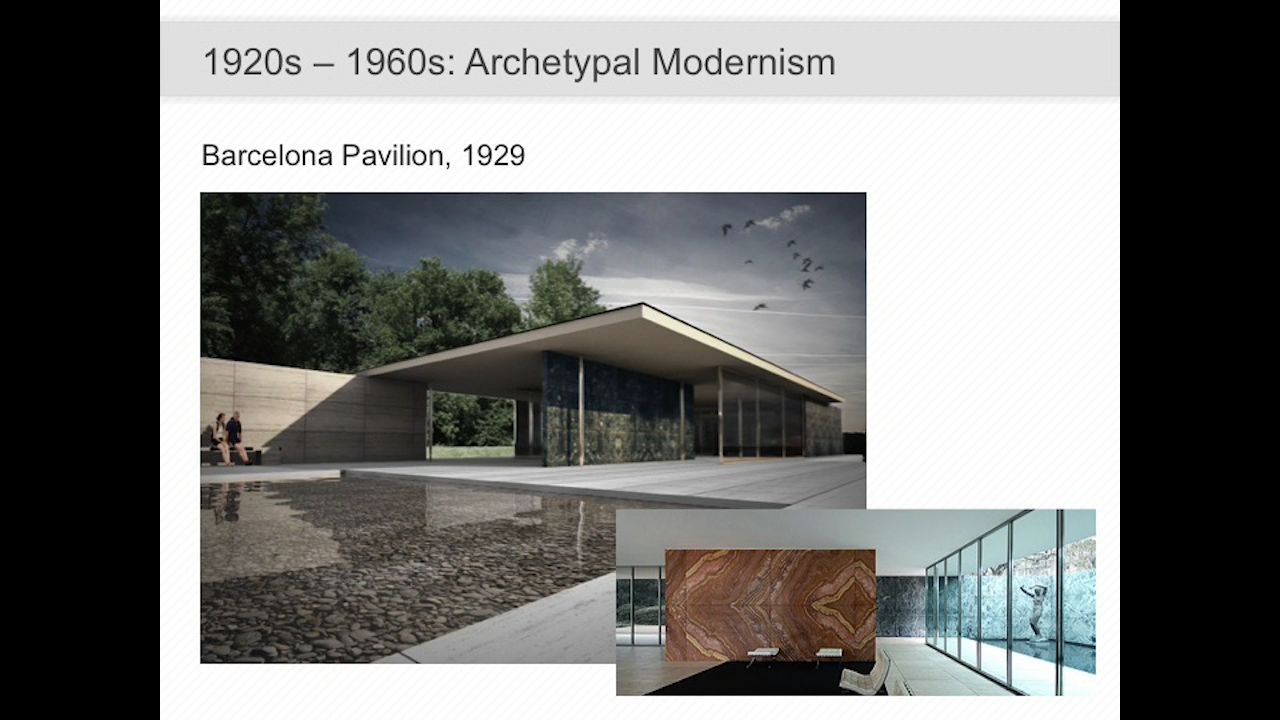 1920s – 1960s: Archetypal Modernism
Barcelona Pavilion, 1929